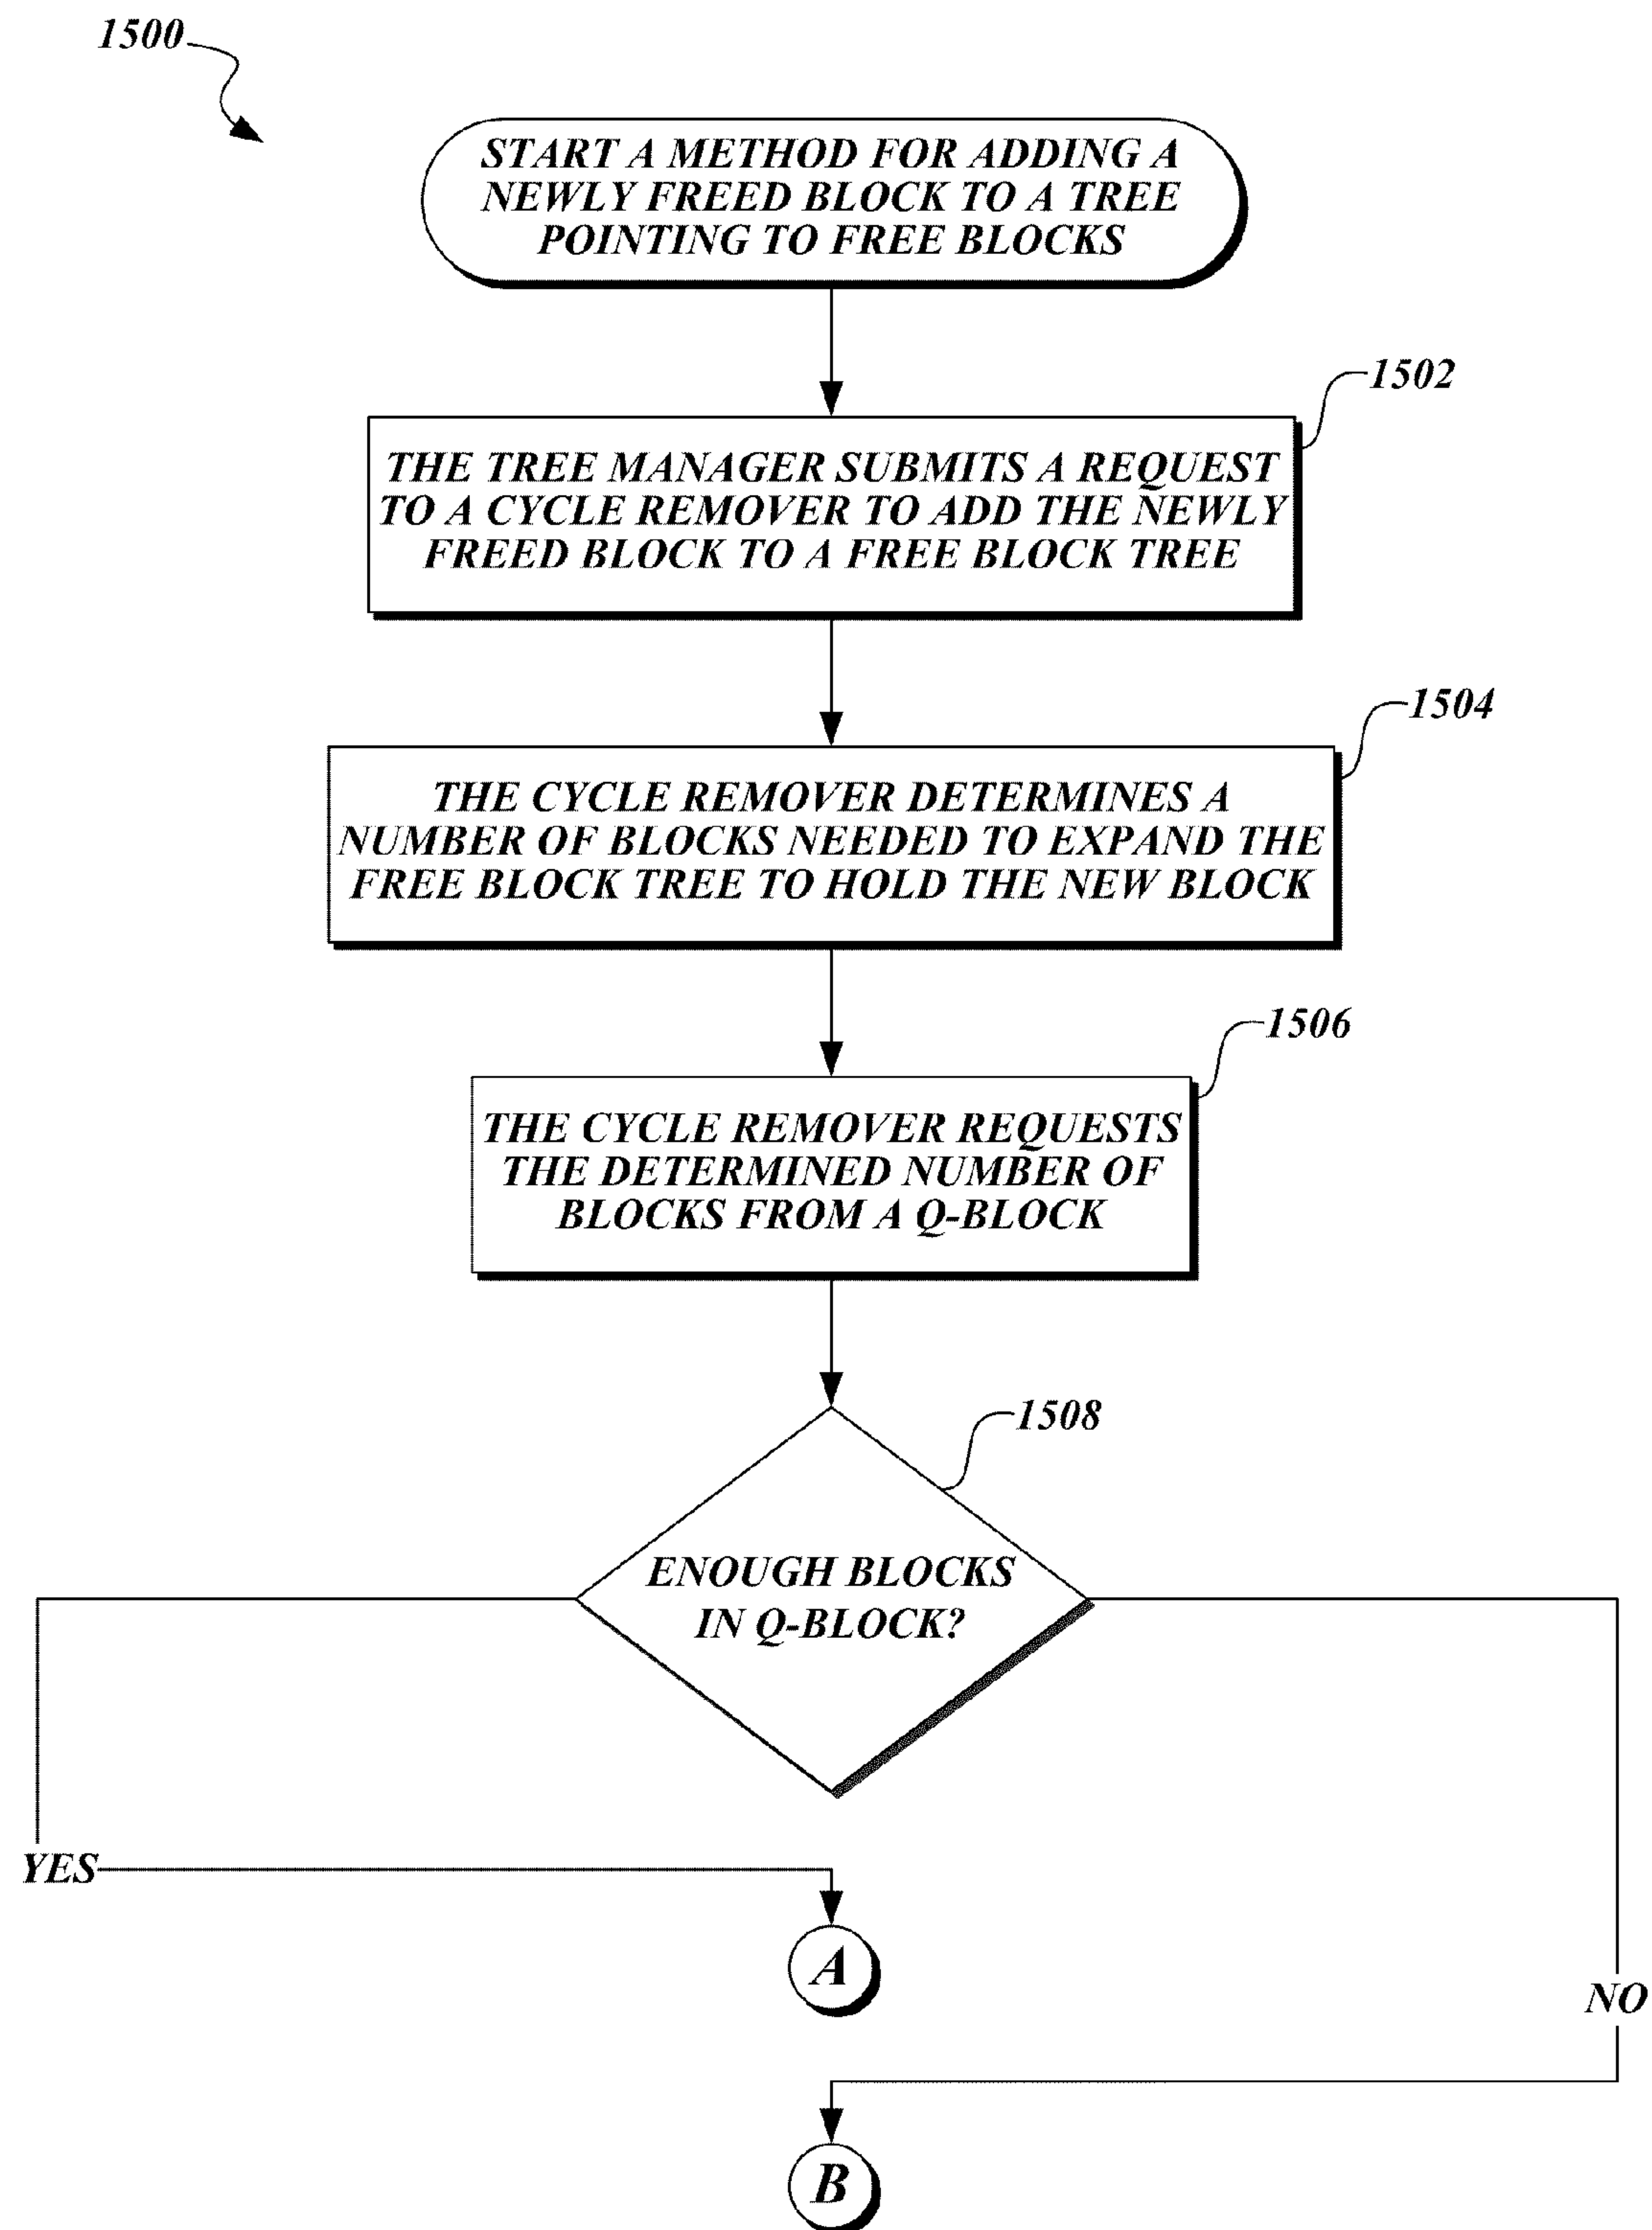 1500
START A METHOD FOR ADDING A
NEWLY FREED BLOCK TO A TREE
POINTING TO FREE BLOCKS
1502
THE TREE MANAGER SUBMITS A REQUEST
TO A CYCLE REMOVER TO ADD THE NEWLY
FREED BLOCK TO A FREE BLOCK TREE
1504
THE CYCLE REMOVER DETERMINES A
NUMBER OF BLOCKS NEEDED TO EXPAND THE
FREE BLOCK TREE TO HOLD THE NEW BLOCK
1506
THE CYCLE REMOVER REQUESTS
THE DETERMINED NUMBER OF
BLOCKS FROM A Q-BLOCK
1508
ENOUGH BLOCKS
IN Q-BLOCK?
YES
A
NO
B